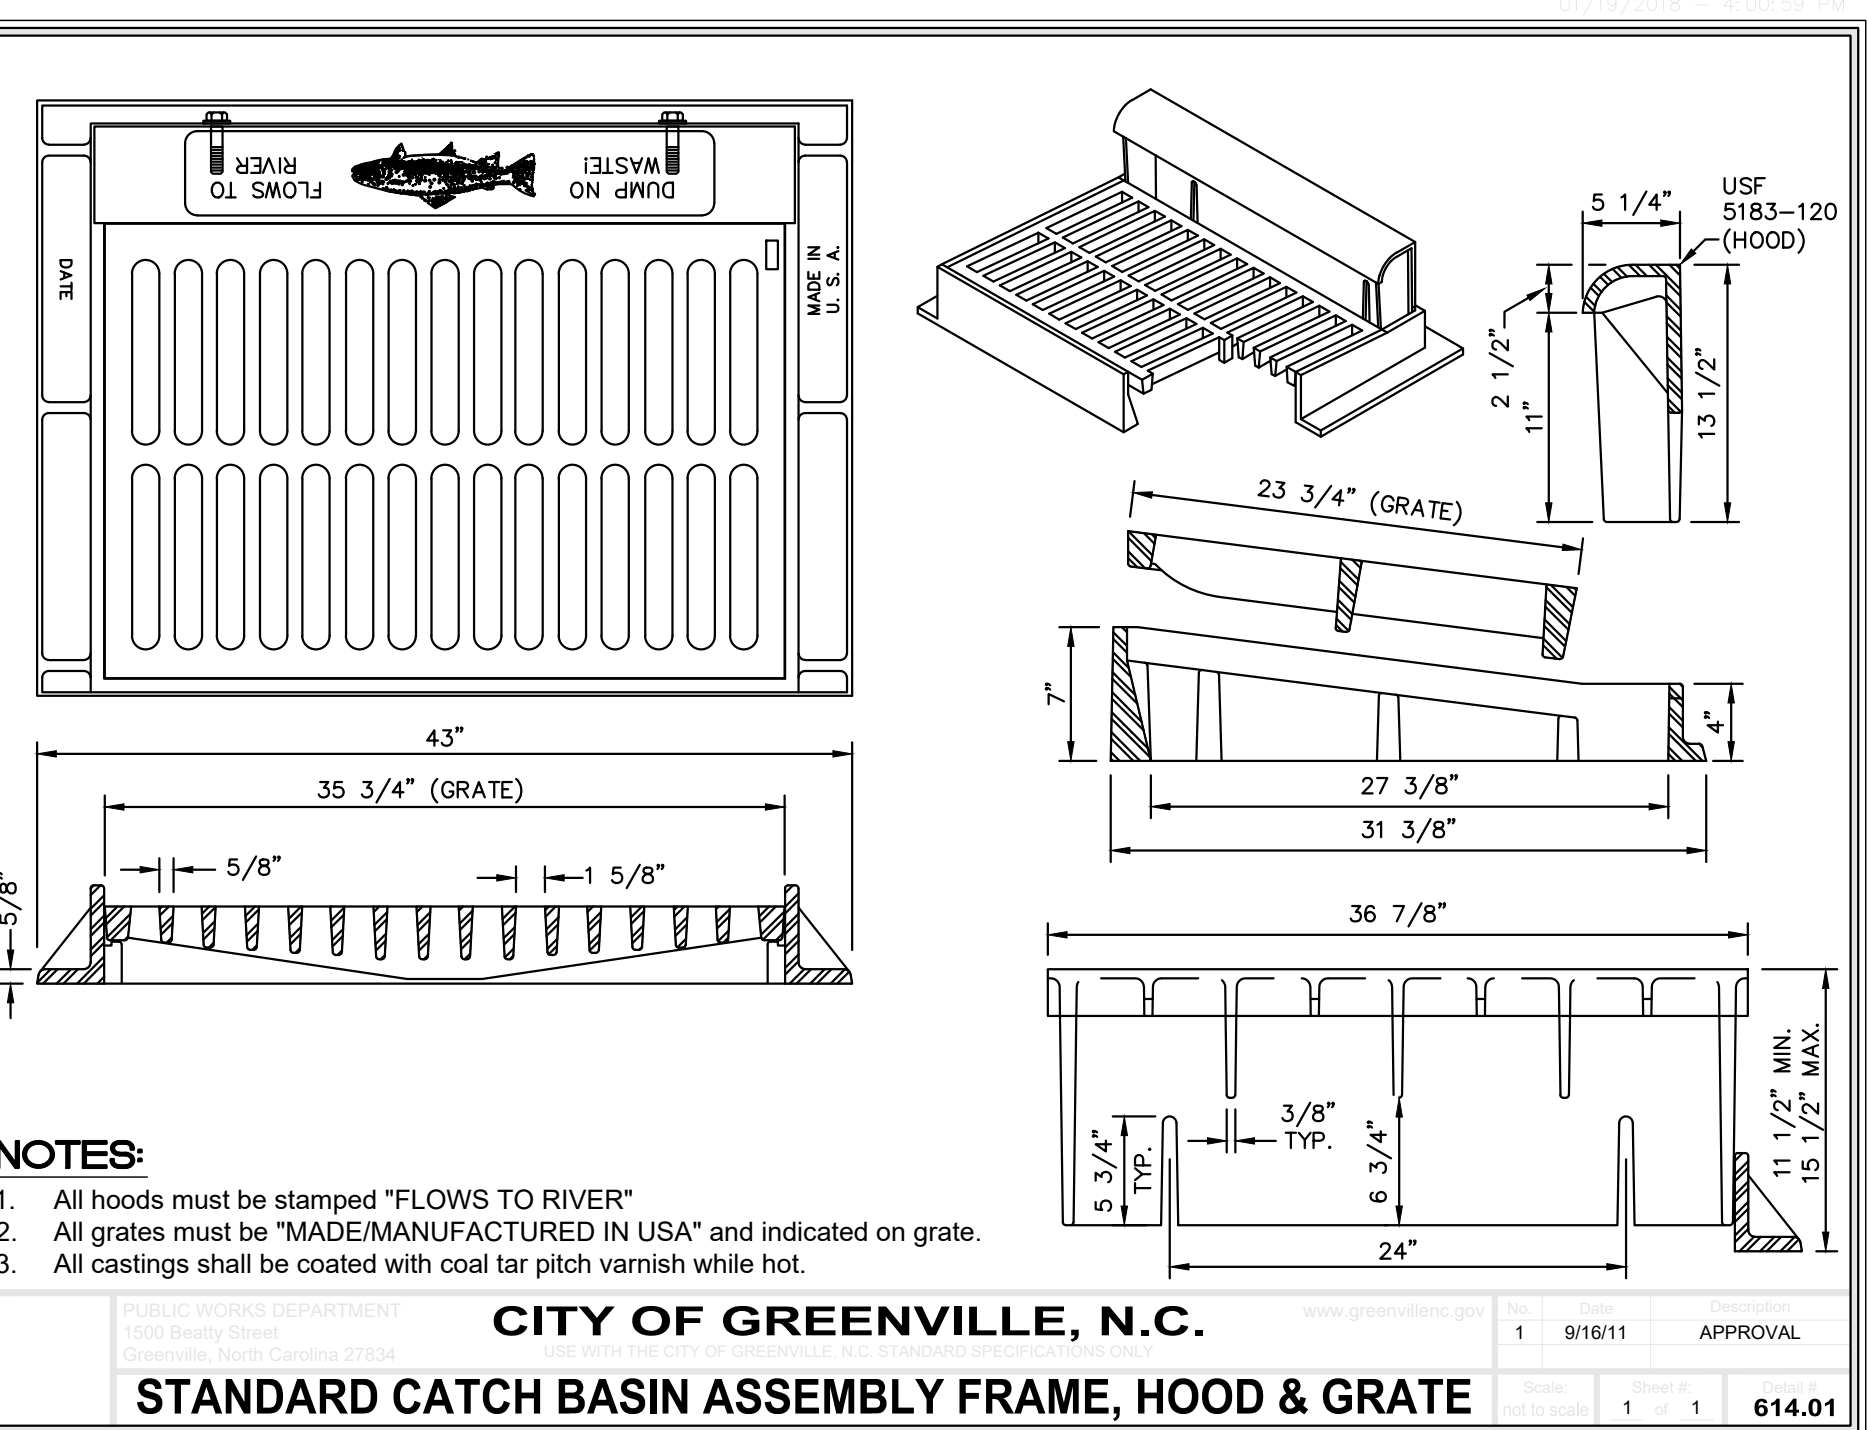 01/19/2018 - 4:00:59 PM
DUMP NO
WASTE!
FLOWS TO
RIVER
DATE
MADE IN
U. S. A.
USF
5183-120
(HOOD)
5 1/4"
2 1/2"
11"
13 1/2"
23 3/4" (GRATE)
7"
4"
27 3/8"
31 3/8"
43"
35 3/4" (GRATE)
5/8"
1 5/8"
5/8"
36 7/8"
3/8"
TYP.
5 3/4"
TYP.
6 3/4"
11 1/2" MIN.
15 1/2" MAX.
24"
NOTES:
1. All hoods must be stamped "FLOWS TO RIVER"
2. All grates must be "MADE/MANUFACTURED IN USA" and indicated on grate.
3. All castings shall be coated with coal tar pitch varnish while hot.
PUBLIC WORKS DEPARTMENT
1500 Beatty Street
Greenville, North Carolina 27834
CITY OF GREENVILLE, N.C.
USE WITH THE CITY OF GREENVILLE, N.C. STANDARD SPECIFICATIONS ONLY
www.greenvillenc.gov
STANDARD CATCH BASIN ASSEMBLY FRAME, HOOD & GRATE
No. Date Description
1 9/16/11 APPROVAL
Scale: Sheet #: Detail #
not to scale 1 of 1 614.01